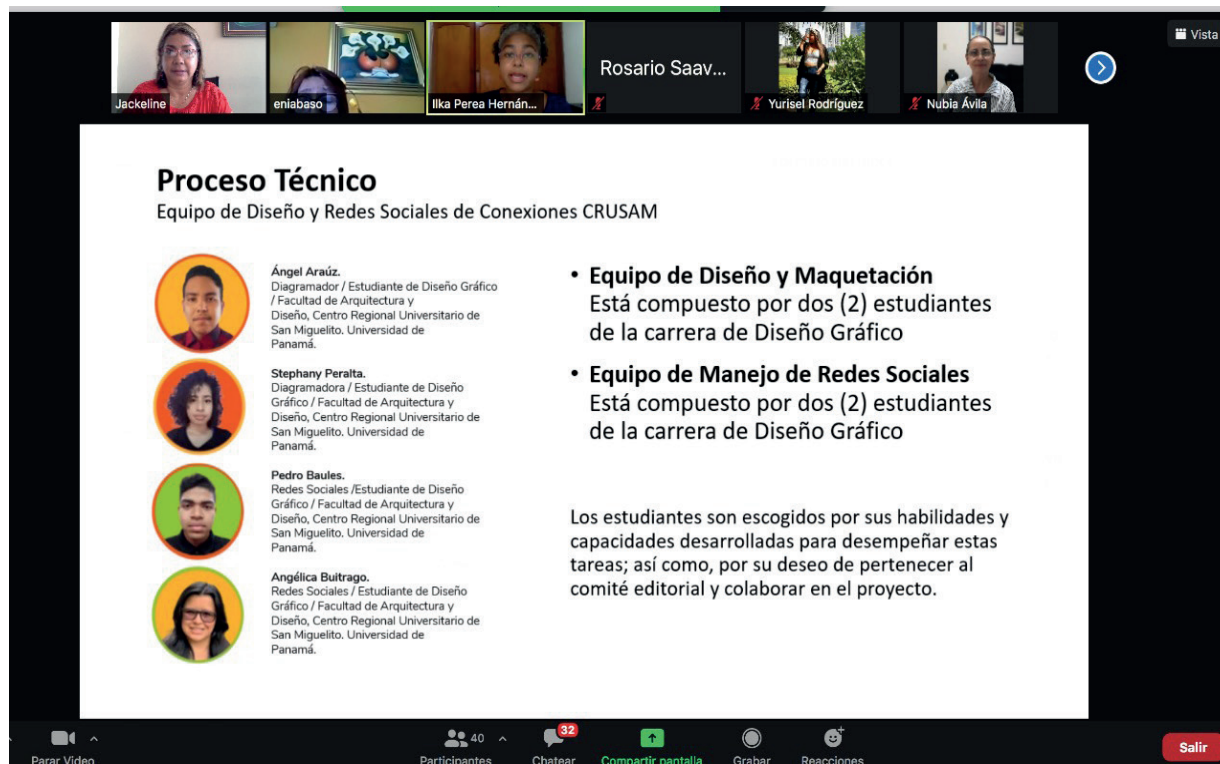 Vista
Jackeline
eniabaso
Ilka Perea Hernán...
Rosario Saav...
Yurisel Rodríguez
Nubia Ávila
Proceso Técnico
Equipo de Diseño y Redes Sociales de Conexiones CRUSAM
Ángel Araúz.
Diagramador / Estudiante de Diseño Gráfico
/ Facultad de Arquitectura y
Diseño, Centro Regional Universitario de
San Miguelito. Universidad de
Panamá.
Stephany Peralta.
Diagramadora / Estudiante de Diseño
Gráfico / Facultad de Arquitectura y
Diseño, Centro Regional Universitario de
San Miguelito. Universidad de
Panamá.
Pedro Baules.
Redes Sociales /Estudiante de Diseño
Gráfico / Facultad de Arquitectura y
Diseño, Centro Regional Universitario de
San Miguelito. Universidad de
Panamá.
Angélica Buitrago.
Redes Sociales / Estudiante de Diseño
Gráfico / Facultad de Arquitectura y
Diseño, Centro Regional Universitario de
San Miguelito. Universidad de
Panamá.
• Equipo de Diseño y Maquetación
Está compuesto por dos (2) estudiantes
de la carrera de Diseño Gráfico
• Equipo de Manejo de Redes Sociales
Está compuesto por dos (2) estudiantes
de la carrera de Diseño Gráfico
Los estudiantes son escogidos por sus habilidades y
capacidades desarrolladas para desempeñar estas
tareas; así como, por su deseo de pertenecer al
comité editorial y colaborar en el proyecto.
40
32
Parar Video
Participantes
Chatear
Compartir pantalla
Grabar
Reacciones
Salir